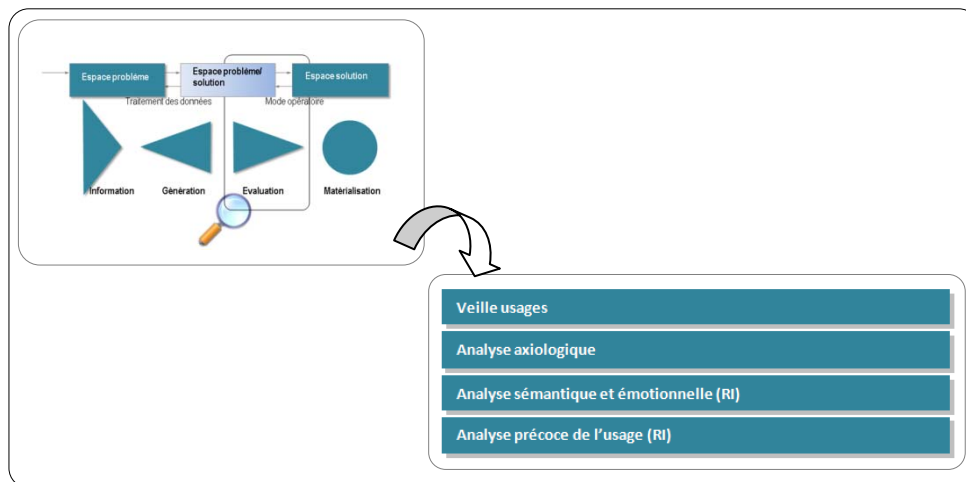 Espace problème
Espace problème/
solution
Espace solution
Traitement des données
Mode opératoire
Information
Génération
Evaluation
Matérialisation
Veille usages
Analyse axiologique
Analyse sémantique et émotionnelle (RI)
Analyse précoce de l'usage (RI)